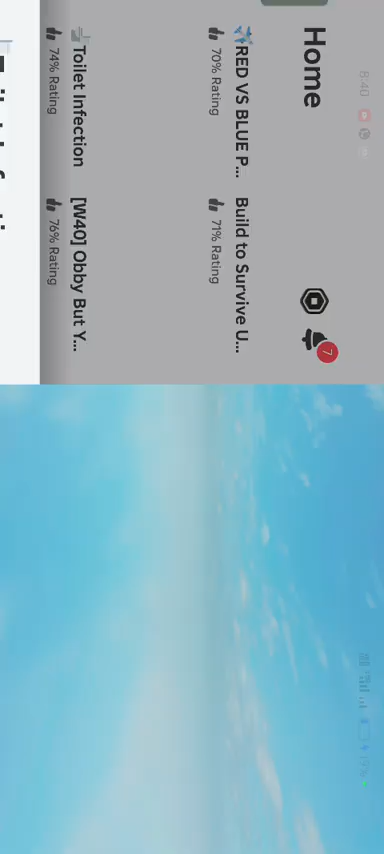 8:40
Home
7
✈️RED VS BLUE P...
Build to Survive U...
70% Rating
71% Rating
🚽Toilet Infection
[W40] Obby But Y...
74% Rating
76% Rating